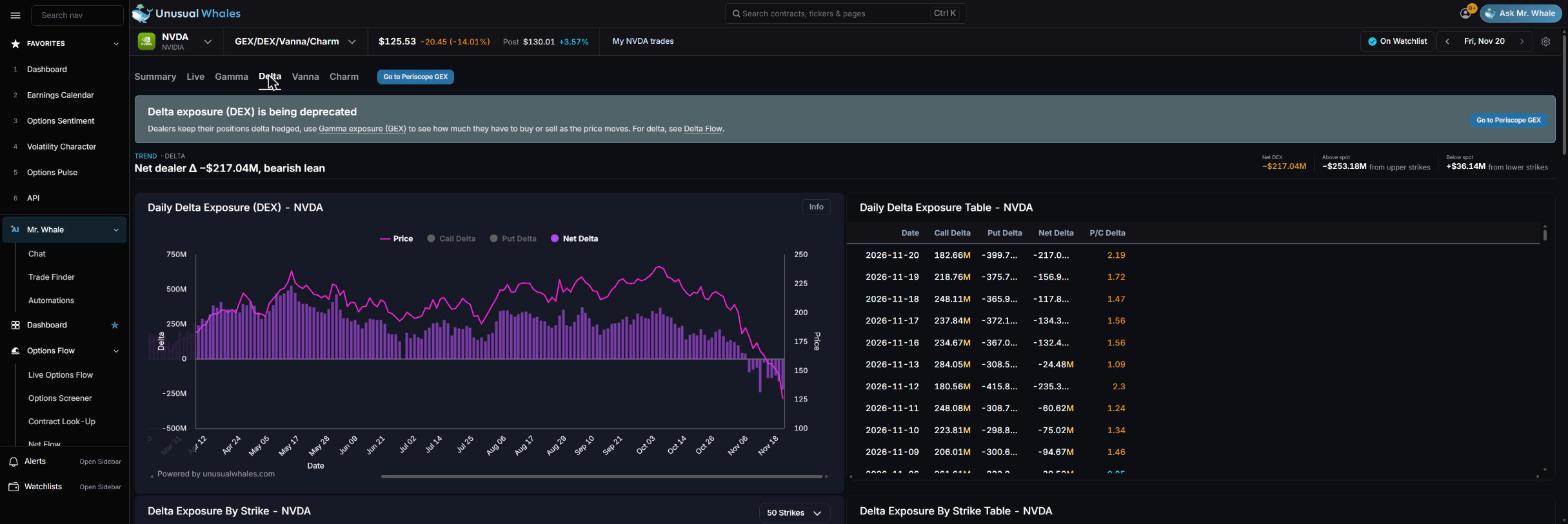 Search nav
Unusual Whales
Search contracts, tickers & pages
Ctrl K
9+
Ask Mr. Whale
FAVORITES
1 Dashboard
2 Earnings Calendar
3 Options Sentiment
4 Volatility Character
5 Options Pulse
6 API
AI Mr. Whale
Chat
Trade Finder
Automations
Dashboard
Options Flow
Live Options Flow
Options Screener
Contract Look-Up
Net Flow
Alerts Open Sidebar
Watchlists Open Sidebar
NVDA
NVIDIA
GEX/DEX/Vanna/Charm
$125.53 -20.45 (-14.01%) Post $130.01 +3.57%
My NVDA trades
On Watchlist
Fri, Nov 20
Summary Live Gamma Delta Vanna Charm Go to Periscope GEX
Delta exposure (DEX) is being deprecated
Dealers keep their positions delta hedged, use Gamma exposure (GEX) to see how much they have to buy or sell as the price moves. For delta, see Delta Flow.
Go to Periscope GEX
TREND · DELTA
Net dealer Δ −$217.04M, bearish lean
Net DEX
−$217.04M
Above spot
−$253.18M from upper strikes
Below spot
+$36.14M from lower strikes
Daily Delta Exposure (DEX) - NVDA
Info
Price Call Delta Put Delta Net Delta
750M
500M
250M
0
−250M
−500M
Delta
250
225
200
175
150
125
100
Price
Mar 31 Apr 12 Apr 24 May 05 May 17 May 28 Jun 09 Jun 21 Jul 02 Jul 14 Jul 25 Aug 06 Aug 17 Aug 29 Sep 10 Sep 21 Oct 03 Oct 14 Oct 26 Nov 06 Nov 18
Date
Powered by unusualwhales.com
Daily Delta Exposure Table - NVDA
Date Call Delta Put Delta Net Delta P/C Delta
2026-11-20 182.66M -399.7... -217.0... 2.19
2026-11-19 218.76M -375.7... -156.9... 1.72
2026-11-18 248.11M -365.9... -117.8... 1.47
2026-11-17 237.84M -372.1... -134.3... 1.56
2026-11-16 234.67M -367.0... -132.4... 1.56
2026-11-13 284.05M -308.5... -24.48M 1.09
2026-11-12 180.56M -415.8... -235.3... 2.3
2026-11-11 248.08M -308.7... -60.62M 1.24
2026-11-10 223.81M -298.8... -75.02M 1.34
2026-11-09 206.01M -300.6... -94.67M 1.46
Delta Exposure By Strike - NVDA
50 Strikes
Delta Exposure By Strike Table - NVDA